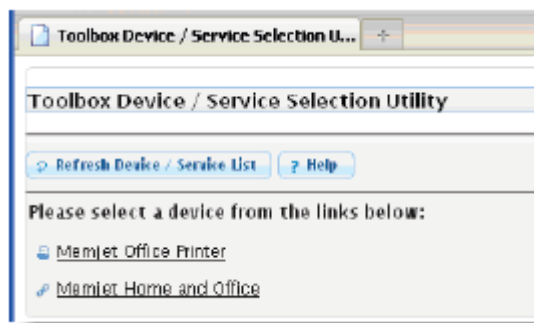 Toolbox Device / Service Selection U...
Toolbox Device / Service Selection Utility
Refresh Device / Service List ? Help
Please select a device from the links below:
Memjet Office Printer
Memjet Home and Office